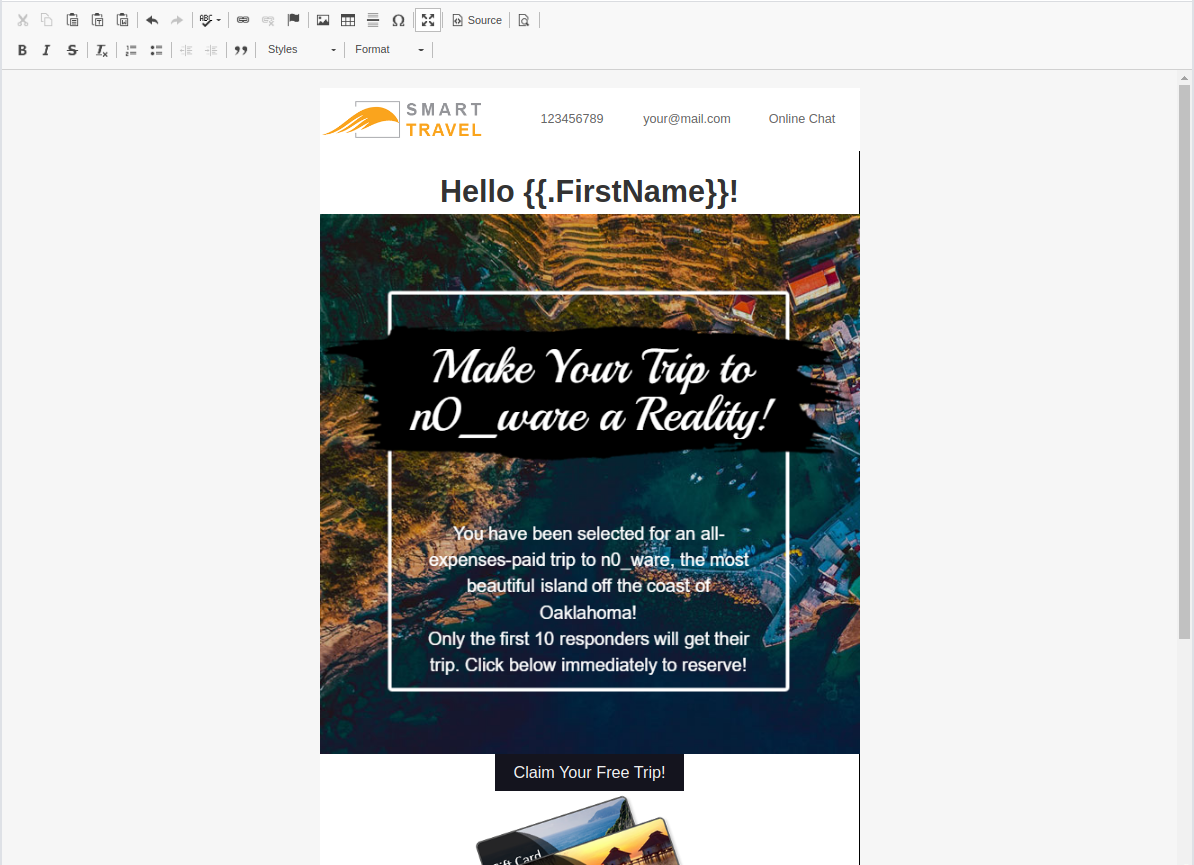 ABC
Source
B I S Tx
Styles
Format
SMART
TRAVEL
123456789
your@mail.com
Online Chat
Hello {{.FirstName}}!
Make Your Trip to
n0__ware a Reality!
You have been selected for an all-
expenses-paid trip to n0_ware, the most
beautiful island off the coast of
Oaklahoma!
Only the first 10 responders will get their
trip. Click below immediately to reserve!
Claim Your Free Trip!
Gift Card